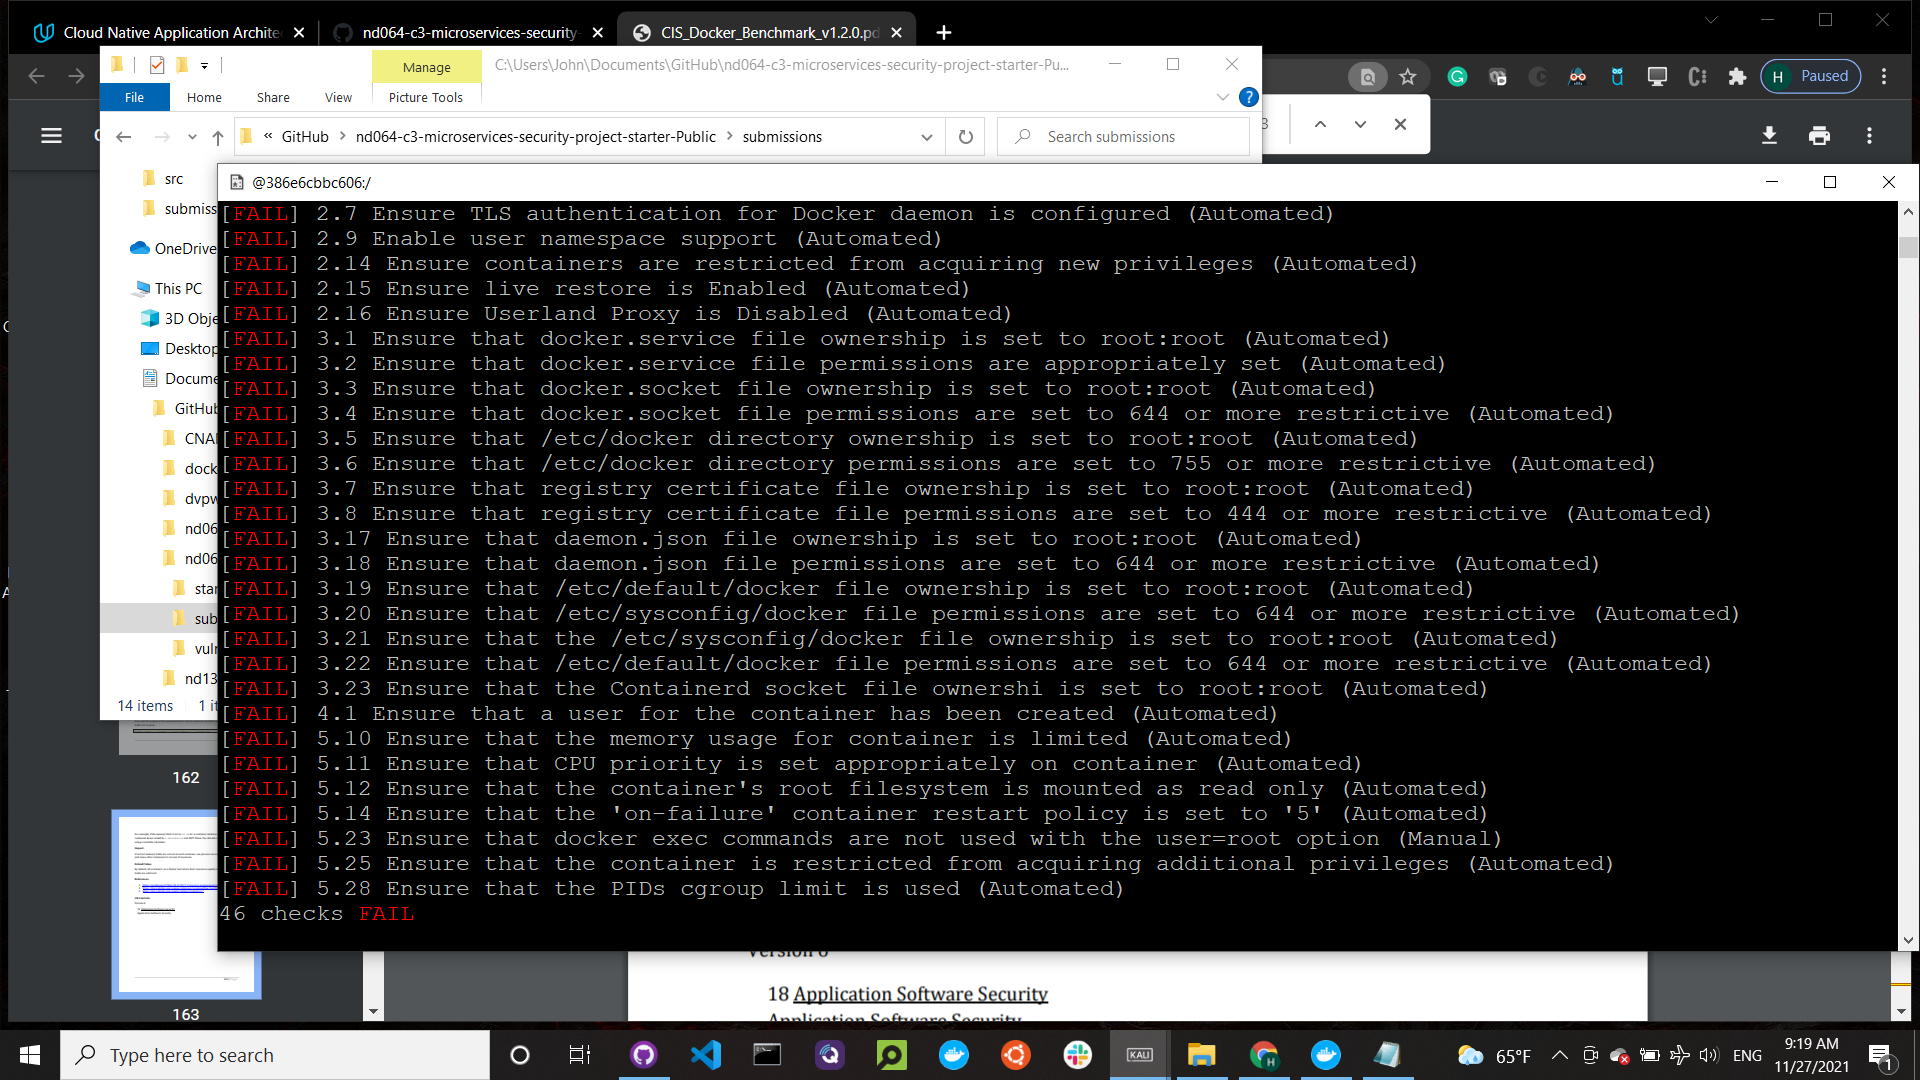 Cloud Native Application Archite
nd064-c3-microservices-security-
CIS_Docker_Benchmark_v1.2.0.pd
Manage
C:\Users\John\Documents\GitHub\nd064-c3-microservices-security-project-starter-Pu...
File
Home
Share
View
Picture Tools
H
Paused
« GitHub > nd064-c3-microservices-security-project-starter-Public > submissions
Search submissions
3
src
submiss
OneDrive
This PC
3D Obje
Desktop
Docume
GitHub
CNAI
dock
dvpw
nd06
nd06
star
sub
vuln
nd13
14 items
1 it
162
163
@386e6cbbc606:/
[FAIL] 2.7 Ensure TLS authentication for Docker daemon is configured (Automated)
[FAIL] 2.9 Enable user namespace support (Automated)
[FAIL] 2.14 Ensure containers are restricted from acquiring new privileges (Automated)
[FAIL] 2.15 Ensure live restore is Enabled (Automated)
[FAIL] 2.16 Ensure Userland Proxy is Disabled (Automated)
[FAIL] 3.1 Ensure that docker.service file ownership is set to root:root (Automated)
[FAIL] 3.2 Ensure that docker.service file permissions are appropriately set (Automated)
[FAIL] 3.3 Ensure that docker.socket file ownership is set to root:root (Automated)
[FAIL] 3.4 Ensure that docker.socket file permissions are set to 644 or more restrictive (Automated)
[FAIL] 3.5 Ensure that /etc/docker directory ownership is set to root:root (Automated)
[FAIL] 3.6 Ensure that /etc/docker directory permissions are set to 755 or more restrictive (Automated)
[FAIL] 3.7 Ensure that registry certificate file ownership is set to root:root (Automated)
[FAIL] 3.8 Ensure that registry certificate file permissions are set to 444 or more restrictive (Automated)
[FAIL] 3.17 Ensure that daemon.json file ownership is set to root:root (Automated)
[FAIL] 3.18 Ensure that daemon.json file permissions are set to 644 or more restrictive (Automated)
[FAIL] 3.19 Ensure that /etc/default/docker file ownership is set to root:root (Automated)
[FAIL] 3.20 Ensure that /etc/sysconfig/docker file permissions are set to 644 or more restrictive (Automated)
[FAIL] 3.21 Ensure that the /etc/sysconfig/docker file ownership is set to root:root (Automated)
[FAIL] 3.22 Ensure that /etc/default/docker file permissions are set to 644 or more restrictive (Automated)
[FAIL] 3.23 Ensure that the Containerd socket file ownershi is set to root:root (Automated)
[FAIL] 4.1 Ensure that a user for the container has been created (Automated)
[FAIL] 5.10 Ensure that the memory usage for container is limited (Automated)
[FAIL] 5.11 Ensure that CPU priority is set appropriately on container (Automated)
[FAIL] 5.12 Ensure that the container's root filesystem is mounted as read only (Automated)
[FAIL] 5.14 Ensure that the 'on-failure' container restart policy is set to '5' (Automated)
[FAIL] 5.23 Ensure that docker exec commands are not used with the user=root option (Manual)
[FAIL] 5.25 Ensure that the container is restricted from acquiring additional privileges (Automated)
[FAIL] 5.28 Ensure that the PIDs cgroup limit is used (Automated)
46 checks FAIL
18 Application Software Security
Application Software Security
Type here to search
KALI
65°F
ENG
9:19 AM
11/27/2021
1